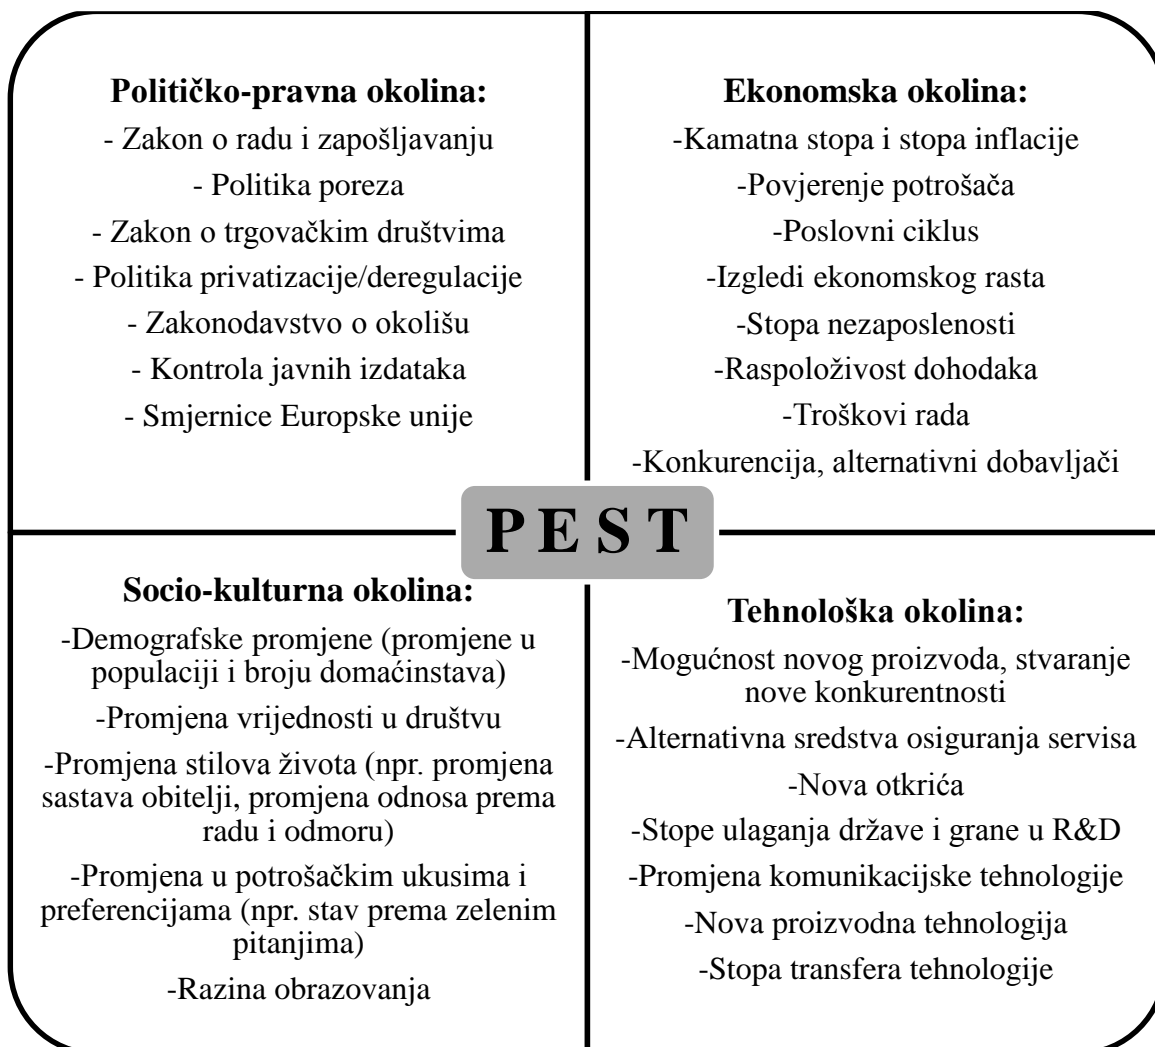 Političko-pravna okolina:
- Zakon o radu i zapošljavanju
- Politika poreza
- Zakon o trgovačkim društvima
- Politika privatizacije/deregulacije
- Zakonodavstvo o okolišu
- Kontrola javnih izdataka
- Smjernice Europske unije
Ekonomska okolina:
-Kamatna stopa i stopa inflacije
-Povjerenje potrošača
-Poslovni ciklus
-Izgledi ekonomskog rasta
-Stopa nezaposlenosti
-Raspoloživost dohodaka
-Troškovi rada
-Konkurencija, alternativni dobavljači
P E S T
Socio-kulturna okolina:
-Demografske promjene (promjene u
populaciji i broju domaćinstava)
-Promjena vrijednosti u društvu
-Promjena stilova života (npr. promjena
sastava obitelji, promjena odnosa prema
radu i odmoru)
-Promjena u potrošačkim ukusima i
preferencijama (npr. stav prema zelenim
pitanjima)
-Razina obrazovanja
Tehnološka okolina:
-Mogućnost novog proizvoda, stvaranje
nove konkurentnosti
-Alternativna sredstva osiguranja servisa
-Nova otkrića
-Stope ulaganja države i grane u R&D
-Promjena komunikacijske tehnologije
-Nova proizvodna tehnologija
-Stopa transfera tehnologije